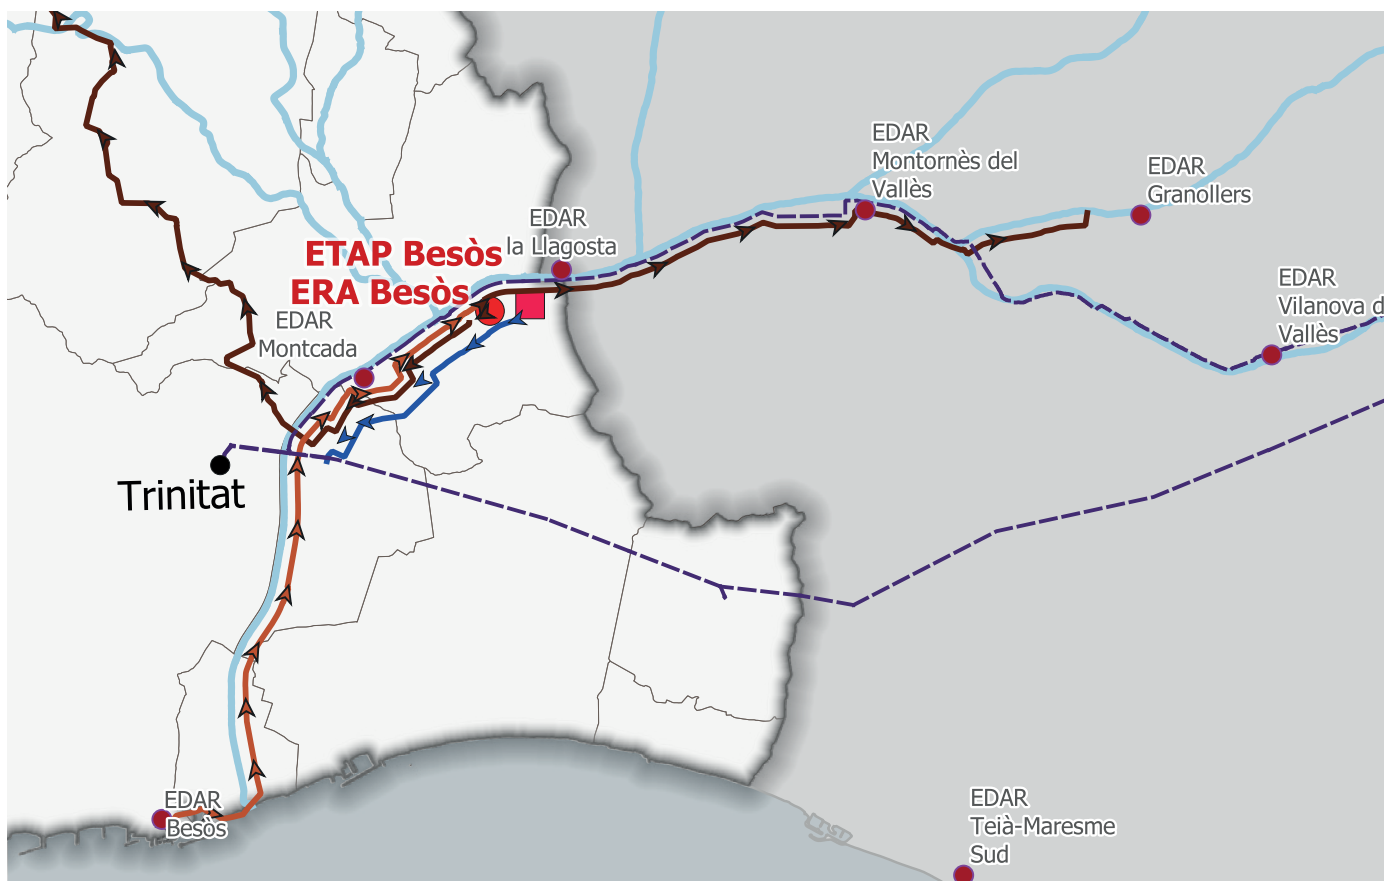 EDAR
Montornès del
Vallès
EDAR
Granollers
EDAR
la Llagosta
ETAP Besòs
ERA Besòs
EDAR
Montcada
EDAR
Vilanova d
Vallès
Trinitat
EDAR
Besòs
EDAR
Teià-Maresme
Sud